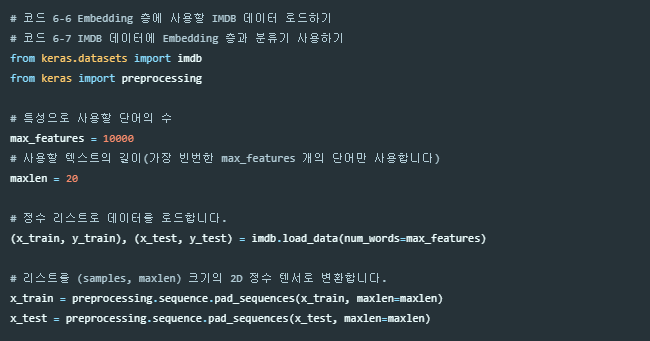 # 코드 6-6 Embedding 층에 사용할 IMDB 데이터 로드하기
# 코드 6-7 IMDB 데이터에 Embedding 층과 분류기 사용하기
from keras.datasets import imdb
from keras import preprocessing
# 특성으로 사용할 단어의 수
max_features = 10000
# 사용할 텍스트의 길이(가장 빈번한 max_features 개의 단어만 사용합니다)
maxlen = 20
# 정수 리스트로 데이터를 로드합니다.
(x_train, y_train), (x_test, y_test) = imdb.load_data(num_words=max_features)
# 리스트를 (samples, maxlen) 크기의 2D 정수 텐서로 변환합니다.
x_train = preprocessing.sequence.pad_sequences(x_train, maxlen=maxlen)
x_test = preprocessing.sequence.pad_sequences(x_test, maxlen=maxlen)